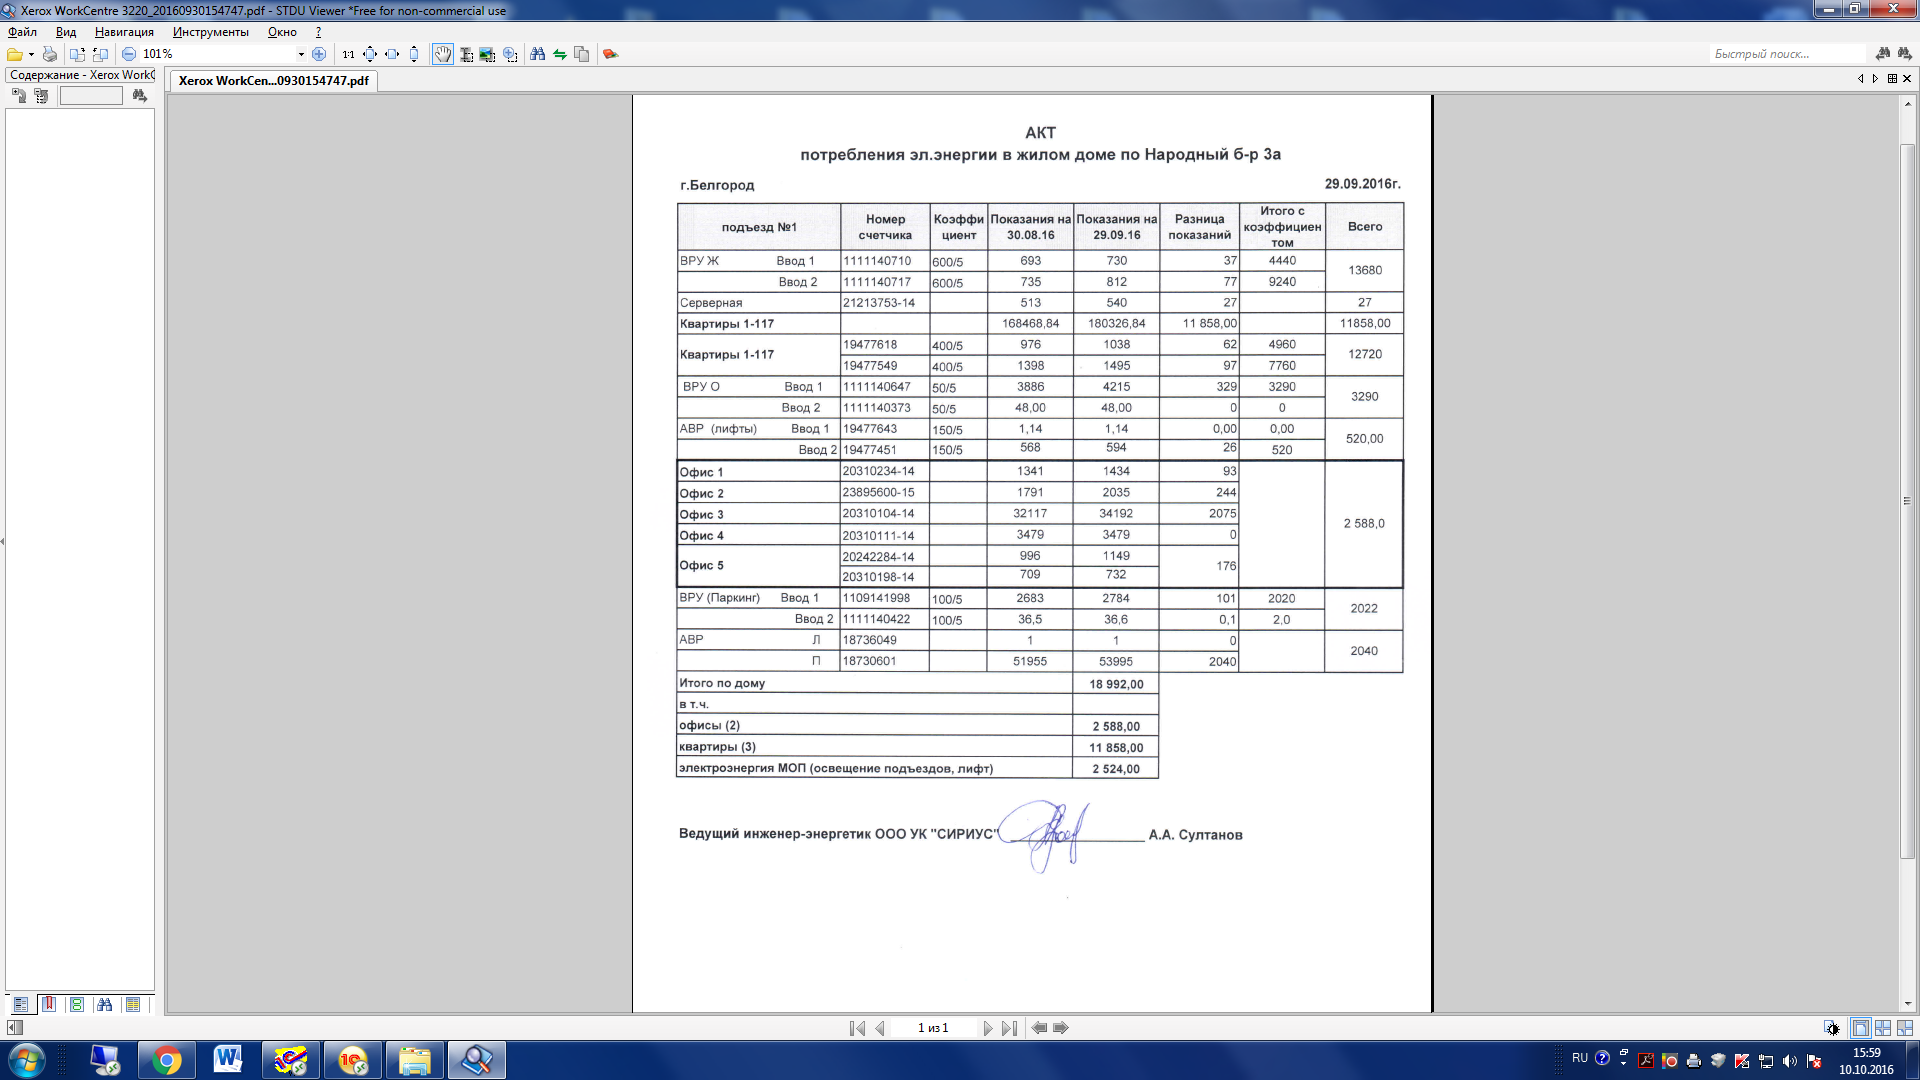 Xerox WorkCentre 3220_20160930154747.pdf - STDU Viewer *Free for non-commercial use
Файл Вид Навигация Инструменты Окно ?
101% 1:1 Быстрый поиск...
Содержание - Xerox WorkC
Xerox WorkCen...0930154747.pdf
АКТ
потребления эл.энергии в жилом доме по Народный б-р 3а
г.Белгород 29.09.2016г.
подъезд №1 Номер счетчика Коэффи циент Показания на 30.08.16 Показания на 29.09.16 Разница показаний Итого с коэффициен том Всего
ВРУ Ж Ввод 1 1111140710 600/5 693 730 37 4440 13680
Ввод 2 1111140717 600/5 735 812 77 9240
Серверная 21213753-14 513 540 27 27
Квартиры 1-117 168468,84 180326,84 11 858,00 11858,00
Квартиры 1-117 19477618 400/5 976 1038 62 4960 12720
19477549 400/5 1398 1495 97 7760
ВРУ О Ввод 1 1111140647 50/5 3886 4215 329 3290 3290
Ввод 2 1111140373 50/5 48,00 48,00 0 0
АВР (лифты) Ввод 1 19477643 150/5 1,14 1,14 0,00 0,00 520,00
Ввод 2 19477451 150/5 568 594 26 520
Офис 1 20310234-14 1341 1434 93 2 588,0
Офис 2 23895600-15 1791 2035 244
Офис 3 20310104-14 32117 34192 2075
Офис 4 20310111-14 3479 3479 0
Офис 5 20242284-14 996 1149 176
20310198-14 709 732
ВРУ (Паркинг) Ввод 1 1109141998 100/5 2683 2784 101 2020 2022
Ввод 2 1111140422 100/5 36,5 36,6 0,1 2,0
АВР Л 18736049 1 1 0 2040
П 18730601 51955 53995 2040
Итого по дому 18 992,00
в т.ч.
офисы (2) 2 588,00
квартиры (3) 11 858,00
электроэнергия МОП (освещение подъездов, лифт) 2 524,00
Ведущий инженер-энергетик ООО УК "СИРИУС" А.А. Султанов
1 из 1
RU
15:59
10.10.2016